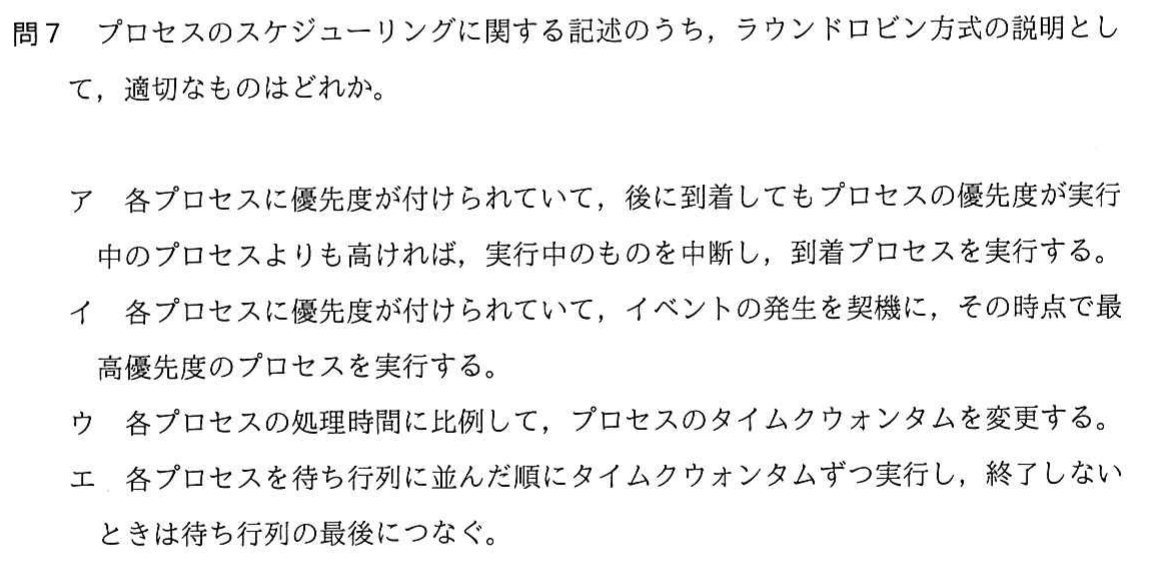 問7 プロセスのスケジューリングに関する記述のうち，ラウンドロビン方式の説明とし
て，適切なものはどれか。
ア 各プロセスに優先度が付けられていて，後に到着してもプロセスの優先度が実行
中のプロセスよりも高ければ，実行中のものを中断し，到着プロセスを実行する。
イ 各プロセスに優先度が付けられていて，イベントの発生を契機に，その時点で最
高優先度のプロセスを実行する。
ウ 各プロセスの処理時間に比例して，プロセスのタイムクウォンタムを変更する。
エ 各プロセスを待ち行列に並んだ順にタイムクウォンタムずつ実行し，終了しない
ときは待ち行列の最後につなぐ。